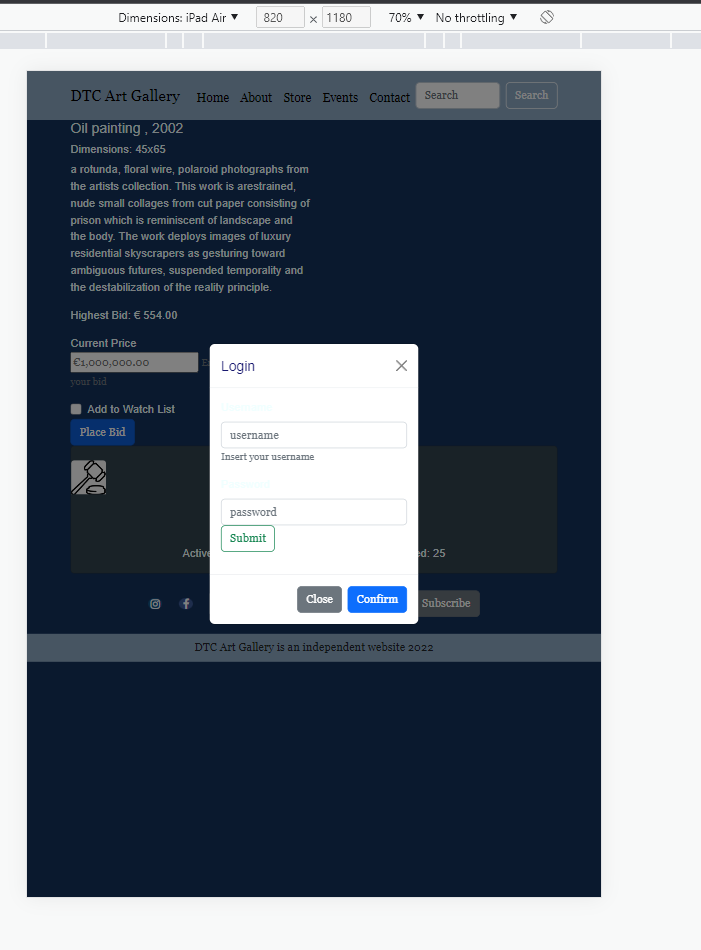 Dimensions: iPad Air ▼ 820 × 1180 70% ▼ No throttling ▼
DTC Art Gallery Home About Store Events Contact Search Search
Oil painting , 2002
Dimensions: 45x65
a rotunda, floral wire, polaroid photographs from
the artists collection. This work is arestrained,
nude small collages from cut paper consisting of
prison which is reminiscent of landscape and
the body. The work deploys images of luxury
residential skyscrapers as gesturing toward
ambiguous futures, suspended temporality and
the destabilization of the reality principle.
Highest Bid: € 554.00
Current Price
€1,000,000.00
your bid
Add to Watch List
Place Bid
Login
username
Insert your username
password
Submit
Close Confirm
Active
ed: 25
Subscribe
DTC Art Gallery is an independent website 2022